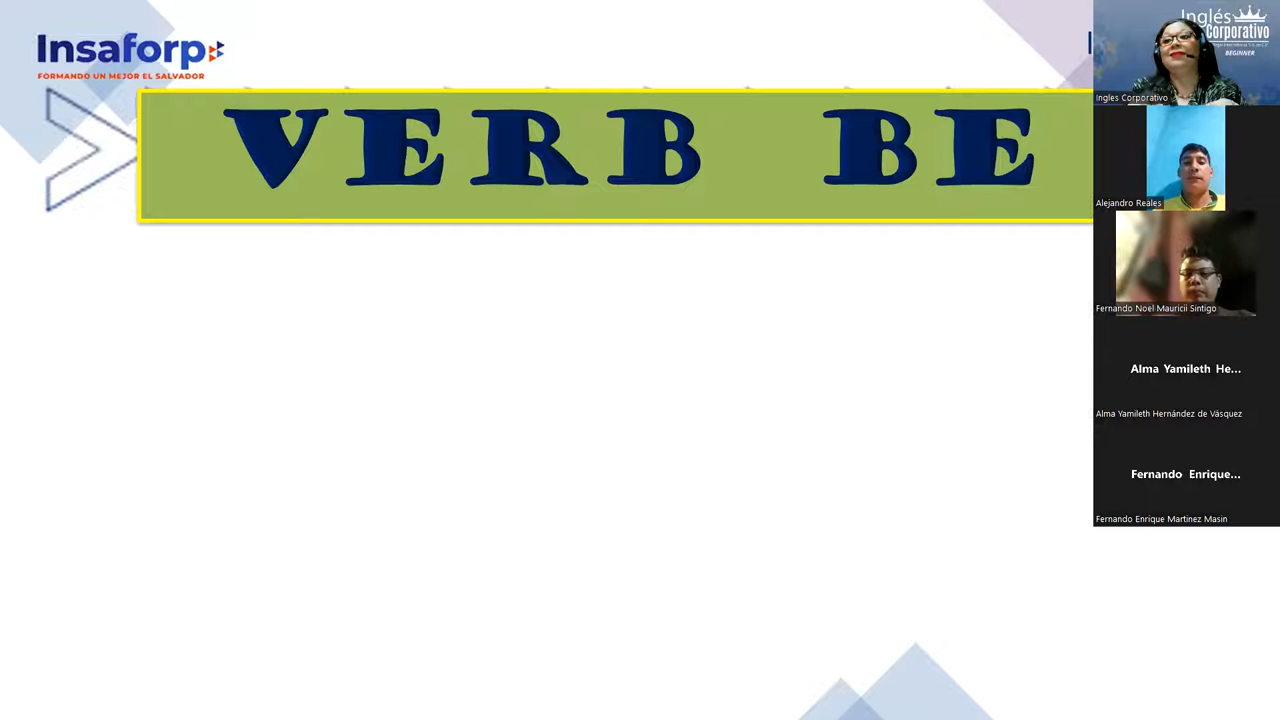 Insaforp
FORMANDO UN MEJOR EL SALVADOR
VERB BE
Inglés
Corporativo
BEGINNER
Ingles Corporativo
Alejandro Reales
Fernando Noel Mauricii Sintigo
Alma Yamileth He...
Alma Yamileth Hernández de Vásquez
Fernando Enrique...
Fernando Enrique Martinez Masin